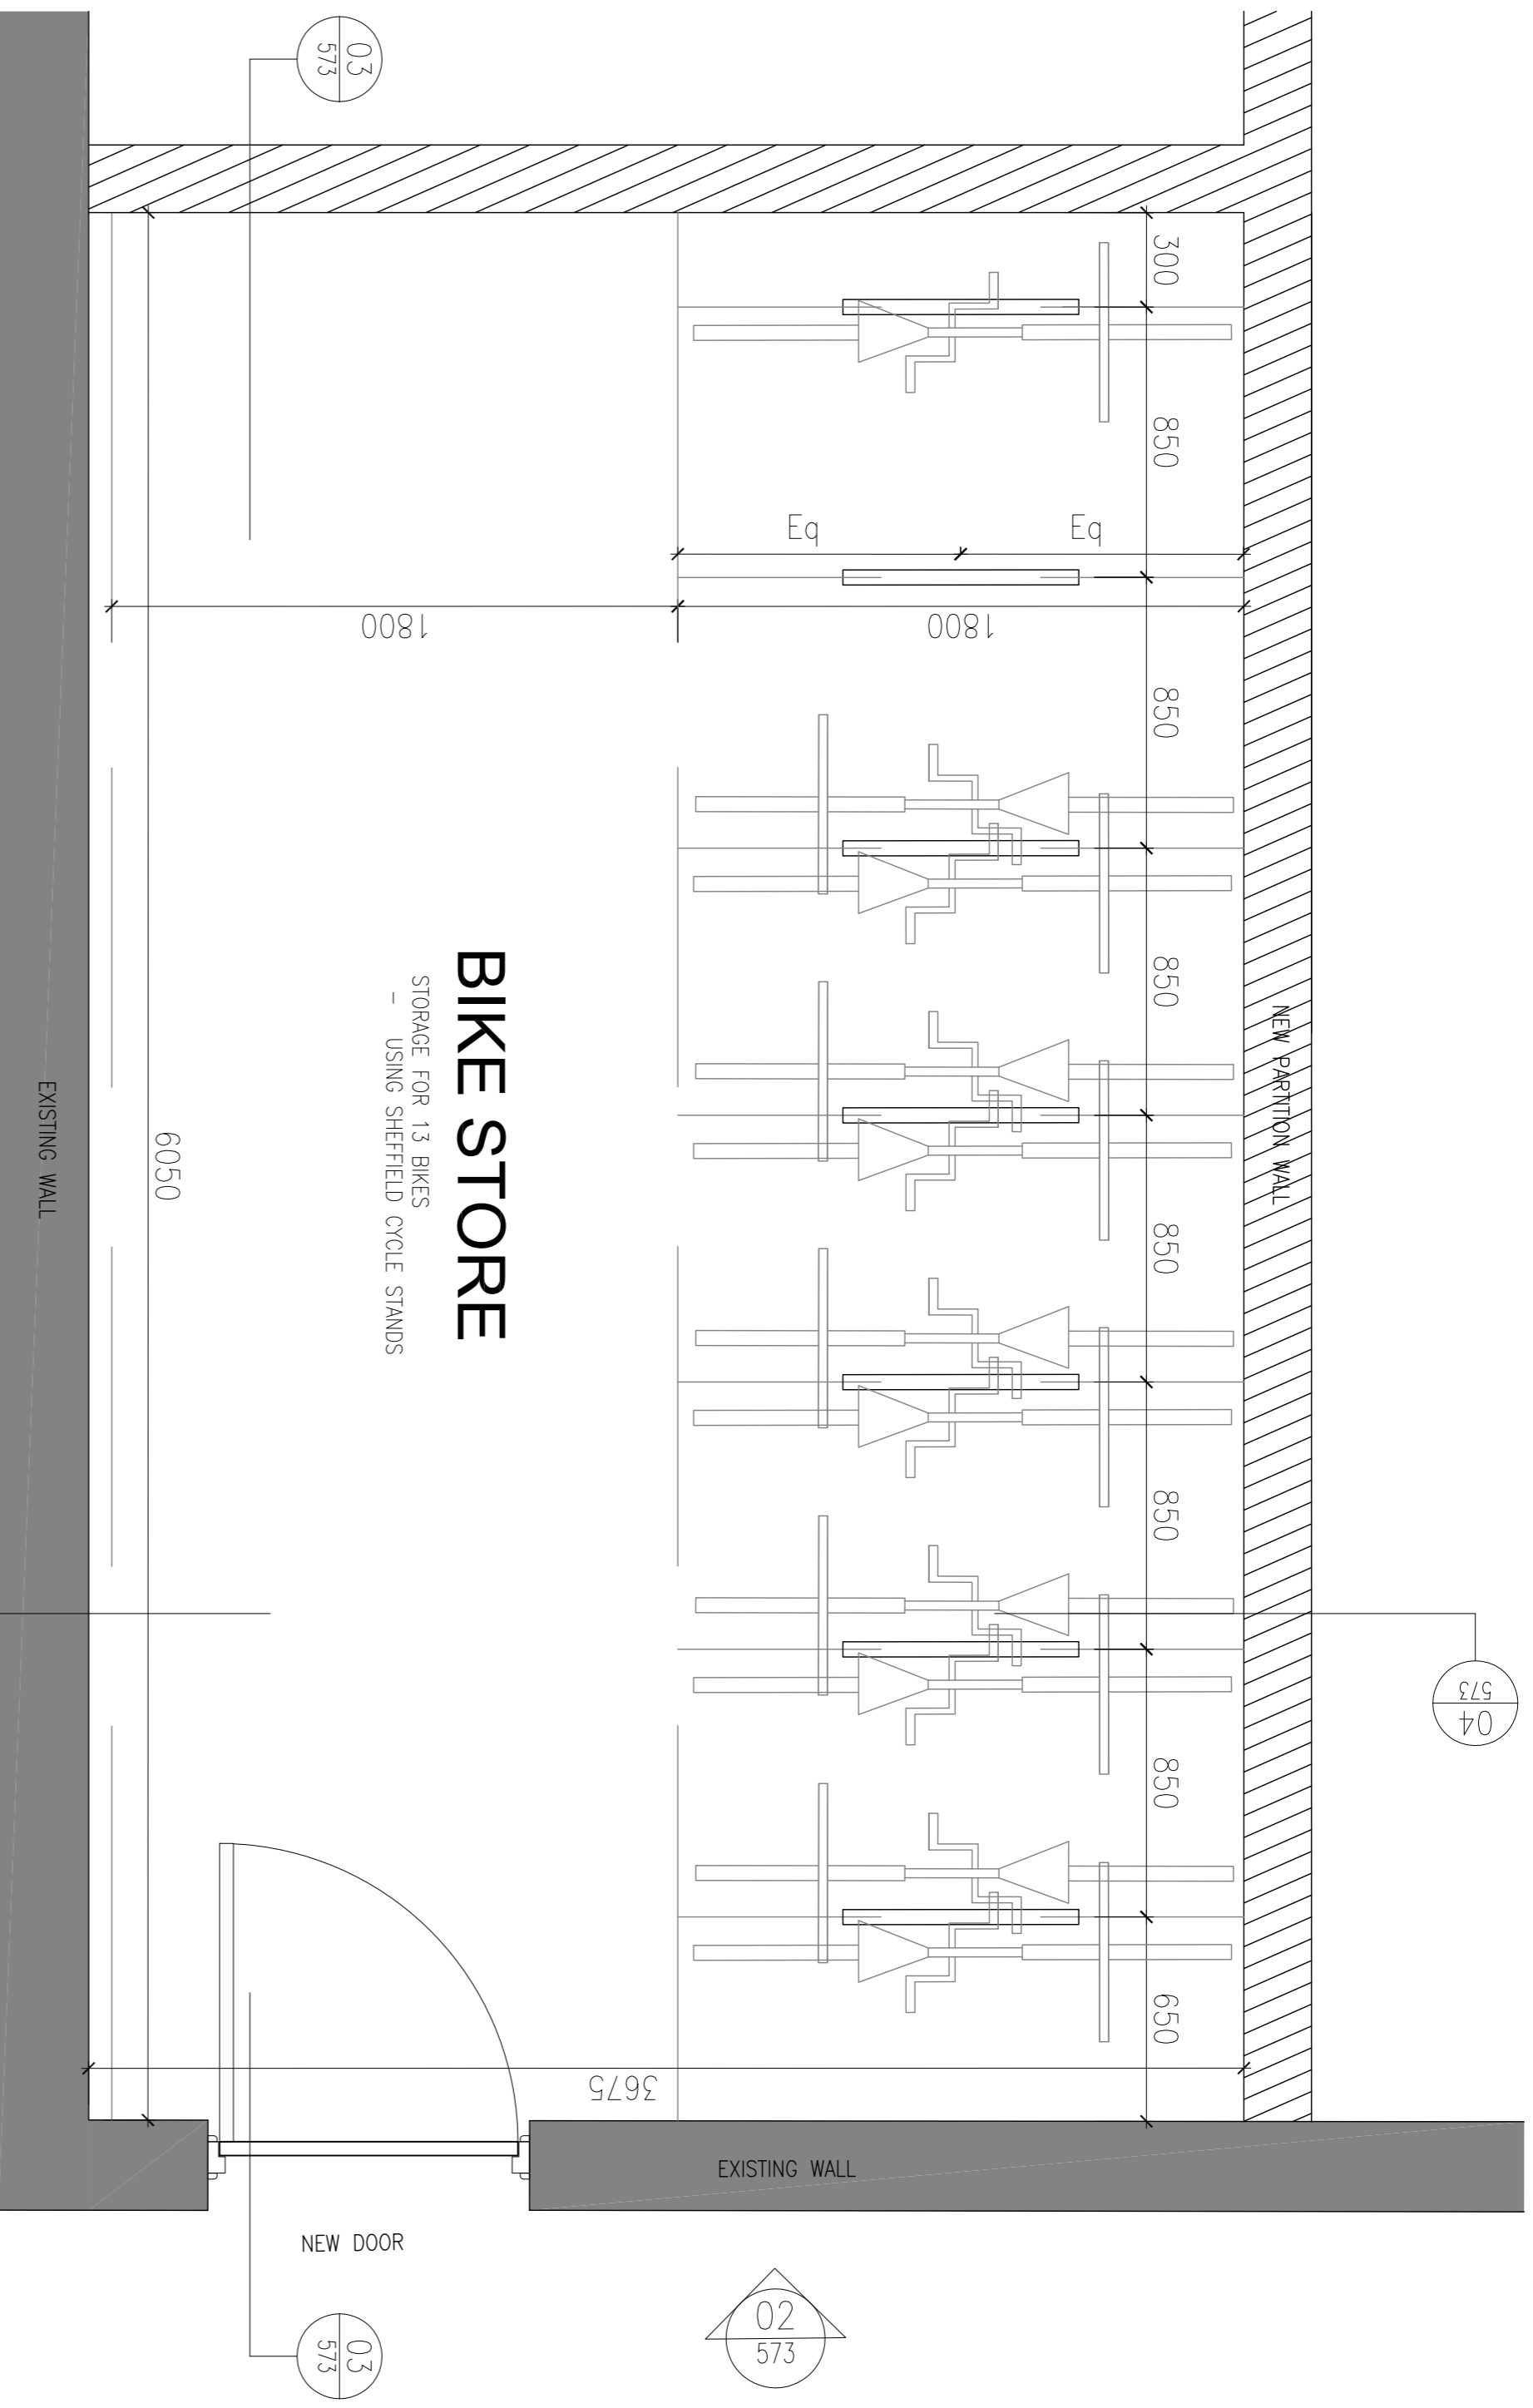 03
573
300
850
Eq
Eq
1800
1800
850
850
850
850
850
650
NEW PARTITION WALL
BIKE STORE
STORAGE FOR 13 BIKES
- USING SHEFFIELD CYCLE STANDS
6050
EXISTING WALL
04
573
3675
EXISTING WALL
NEW DOOR
03
573
02
573